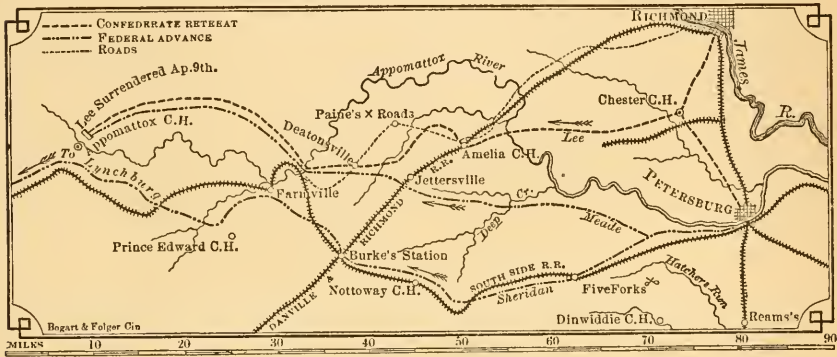 CONFEDERATE RETREAT
FEDERAL ADVANCE
ROADS
RICHMOND
James
R.
Lee Surrendered Ap.9th.
Appomattox River
Chester C.H.
Paine's X Roads
Appomattox C.H.
Deatonsville
Lee
Amelia C.H.
To Lynchburg
R.R.
Jettersville
PETERSBURG
Farmville
RICHMOND
Deep Cr.
Meade
Prince Edward C.H.
Burke's Station
SOUTH SIDE R.R.
Hatchers Run
Nottoway C.H.
Sheridan
Five Forks
DANVILLE &
Dinwiddie C.H.
Reams's
Bogart & Folger Cin
MILES 10 20 30 40 50 60 70 80 90